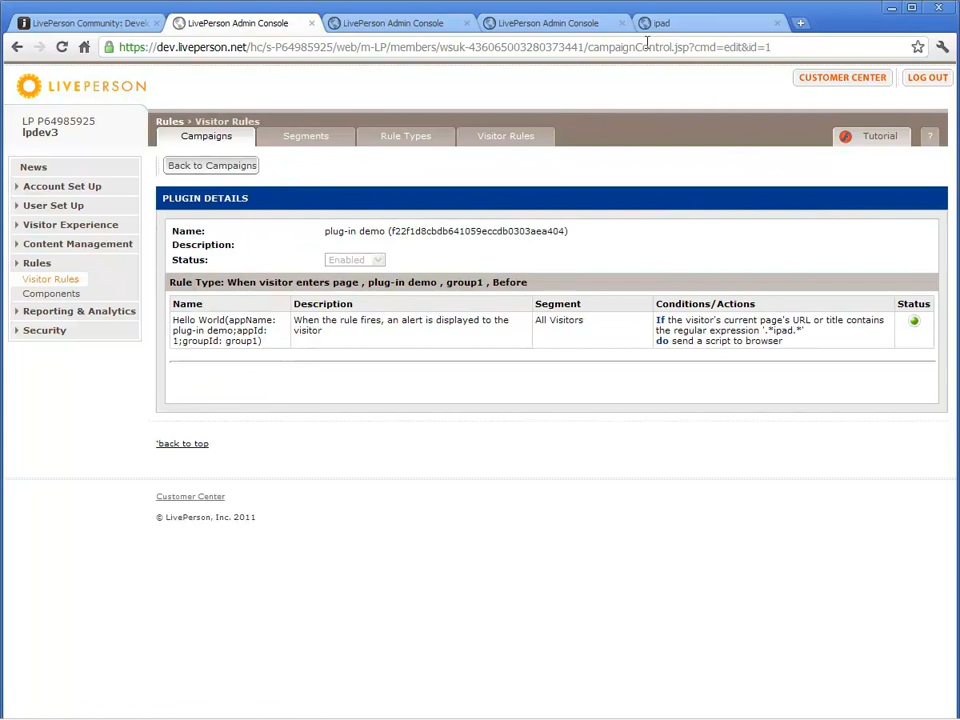 LivePerson Community: Devel
LivePerson Admin Console
LivePerson Admin Console
LivePerson Admin Console
ipad
https://dev.liveperson.net/hc/s-P64985925/web/m-LP/members/wsuk-436065003280373441/campaignControl.jsp?cmd=edit&id=1
LIVEPERSON
CUSTOMER CENTER
LOG OUT
LP P64985925
lpdev3
Rules › Visitor Rules
Campaigns
Segments
Rule Types
Visitor Rules
Tutorial
?
News
Account Set Up
User Set Up
Visitor Experience
Content Management
Rules
Visitor Rules
Components
Reporting & Analytics
Security
Back to Campaigns
PLUGIN DETAILS
Name: plug-in demo (f22f1d8cbdb641059eccdb0303aea404)
Description:
Status: Enabled
Rule Type: When visitor enters page , plug-in demo , group1 , Before
Name Description Segment Conditions/Actions Status
Hello World(appName:
plug-in demo;appId:
1;groupId: group1)
When the rule fires, an alert is displayed to the
visitor
All Visitors
If the visitor's current page's URL or title contains
the regular expression '.*ipad.*'
do send a script to browser
^back to top
Customer Center
© LivePerson, Inc. 2011